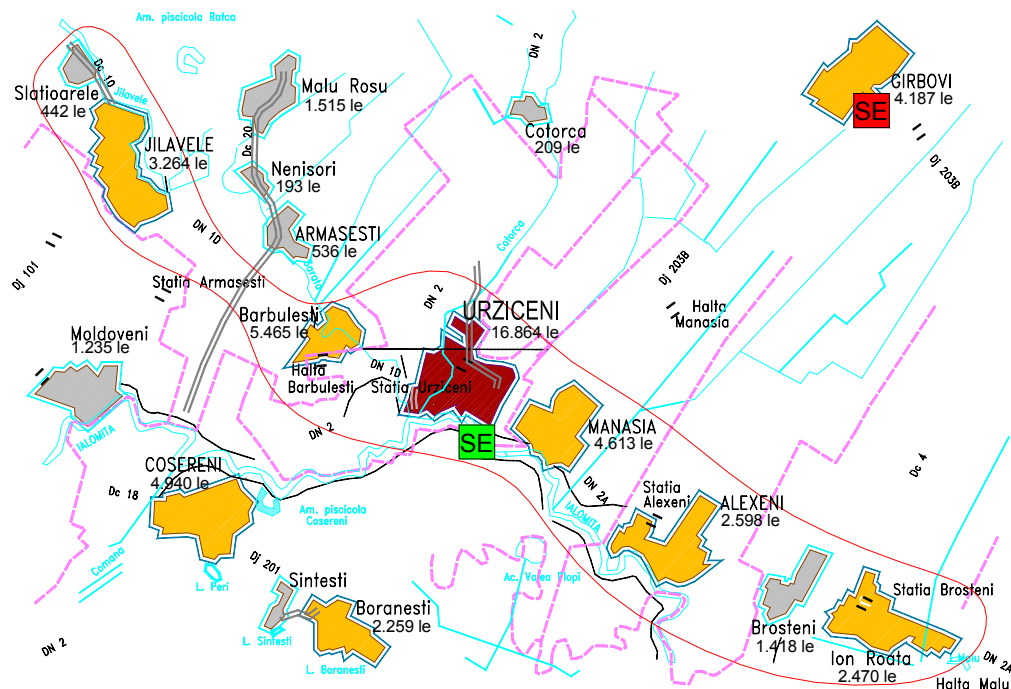 Am. piscicola Ratca
DN 2
Dc 10
Slatioarele
442 le
Jilavele
Malu Rosu
1.515 le
GIRBOVI
4.187 le
SE
Cotorca
209 le
Dc 20
JILAVELE
3.264 le
Nenisori
193 le
Dj 203B
DN 1D
ARMASESTI
536 le
Cotorca
Dj 101
Sarata
Dj 203B
Statia Armasesti
DN 2
Halta
Manasia
Barbulesti
5.465 le
URZICENI
16.864 le
Moldoveni
1.235 le
Halta
Barbulesti
DN 1D
Statia Urziceni
DN 2
IALOMITA
SE
MANASIA
4.613 le
COSERENI
4.940 le
Dc 4
Dc 18
DN 2A
Statia
Alexeni
ALEXENI
2.598 le
Am. piscicola
Cosereni
IALOMITA
Comana
Dj 201
L. Peri
Sintesti
Ac. Valea Plopi
Boranesti
2.259 le
Statia Brosteni
Brosteni
1.418 le
DN 2
L. Sintesti
L. Boranesti
Ion Roata
2.470 le
L. Maiu
DN 2A
Halta Malu